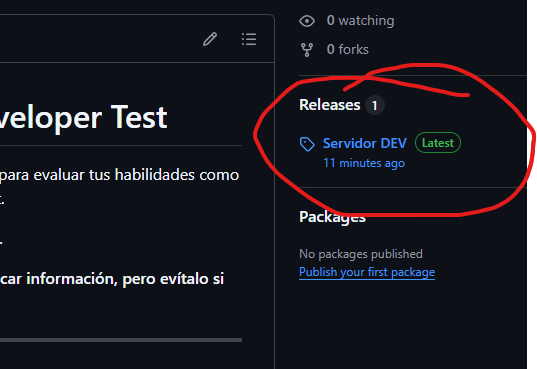 0 watching
0 forks
veloper Test
para evaluar tus habilidades como
t.
.
car información, pero evítalo si
Releases 1
Servidor DEV Latest
11 minutes ago
Packages
No packages published
Publish your first package